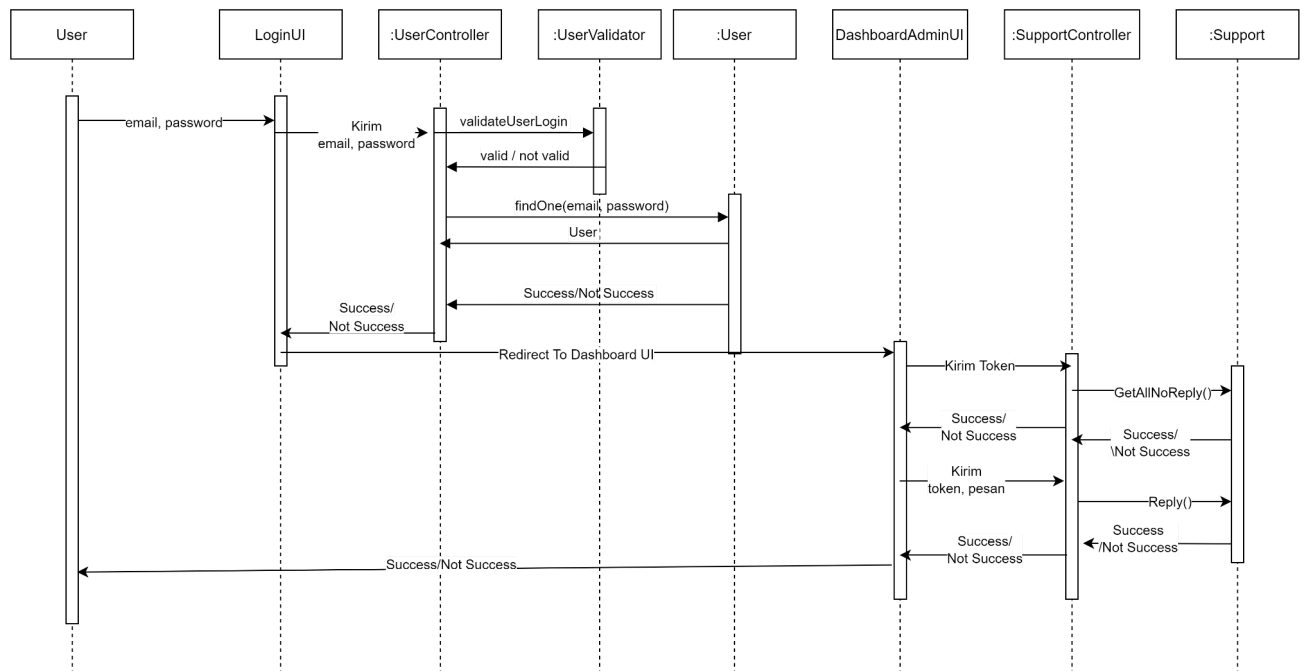 User
LoginUI
:UserController
:UserValidator
:User
DashboardAdminUI
:SupportController
:Support
email, password
Kirim
email, password
validateUserLogin
valid / not valid
findOne(email, password)
User
Success/Not Success
Success/
Not Success
Redirect To Dashboard UI
Kirim Token
GetAllNoReply()
Success/
Not Success
Success/
\Not Success
Kirim
token, pesan
Reply()
Success
/Not Success
Success/
Not Success
Success/Not Success